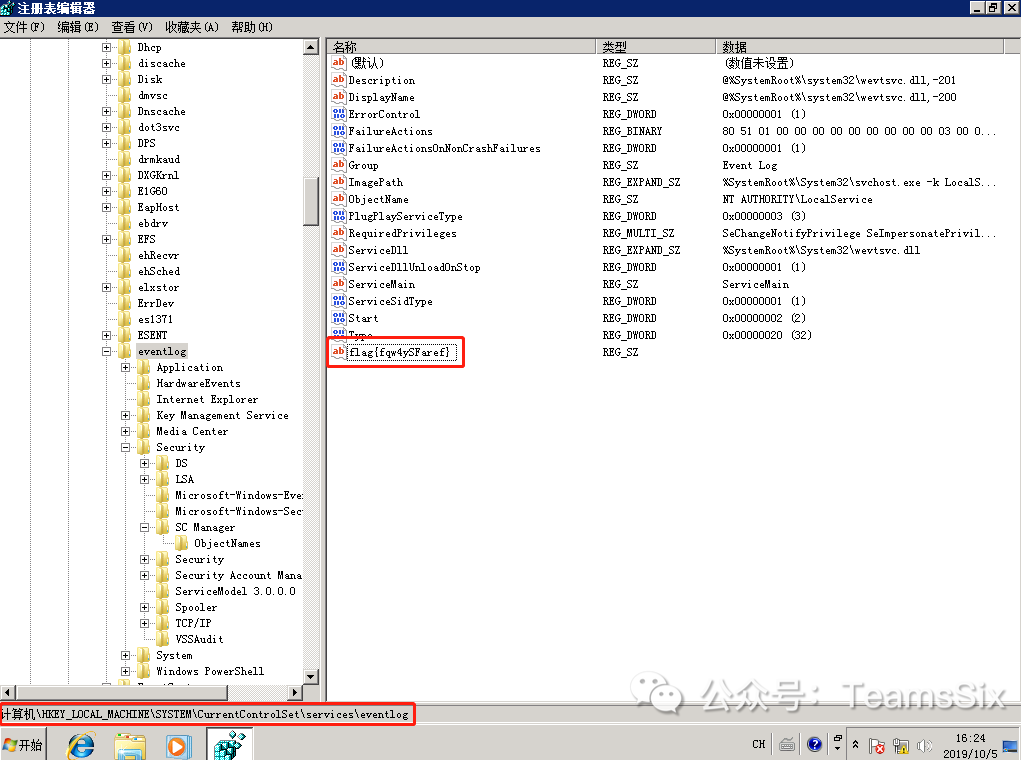 注册表编辑器
文件(F) 编辑(E) 查看(V) 收藏夹(A) 帮助(H)
Dhcp
discache
Disk
dmvsc
Dnscache
dot3svc
DPS
drmkaud
DXGKrnl
E1G60
EapHost
ebdrv
EFS
ehRecvr
ehSched
elxstor
ErrDev
es1371
ESENT
eventlog
Application
HardwareEvents
Internet Explorer
Key Management Service
Media Center
Security
DS
LSA
Microsoft-Windows-Eve
Microsoft-Windows-Sec
SC Manager
ObjectNames
Security
Security Account Mana
ServiceModel 3.0.0.0
Spooler
TCP/IP
VSSAudit
System
Windows PowerShell
名称 类型 数据
(默认) REG_SZ (数值未设置)
Description REG_SZ @%SystemRoot%\system32\wevtsvc.dll,-201
DisplayName REG_SZ @%SystemRoot%\system32\wevtsvc.dll,-200
ErrorControl REG_DWORD 0x00000001 (1)
FailureActions REG_BINARY 80 51 01 00 00 00 00 00 00 00 00 00 03 00 0...
FailureActionsOnNonCrashFailures REG_DWORD 0x00000001 (1)
Group REG_SZ Event Log
ImagePath REG_EXPAND_SZ %SystemRoot%\System32\svchost.exe -k LocalS...
ObjectName REG_SZ NT AUTHORITY\LocalService
PlugPlayServiceType REG_DWORD 0x00000003 (3)
RequiredPrivileges REG_MULTI_SZ SeChangeNotifyPrivilege SeImpersonatePrivil...
ServiceDll REG_EXPAND_SZ %SystemRoot%\System32\wevtsvc.dll
ServiceDllUnloadOnStop REG_DWORD 0x00000001 (1)
ServiceMain REG_SZ ServiceMain
ServiceSidType REG_DWORD 0x00000001 (1)
Start REG_DWORD 0x00000002 (2)
Type REG_DWORD 0x00000020 (32)
flag{fqw4ySFaref} REG_SZ
公众号：TeamsSix
计算机\HKEY_LOCAL_MACHINE\SYSTEM\CurrentControlSet\services\eventlog
开始
CH
16:24
2019/10/5